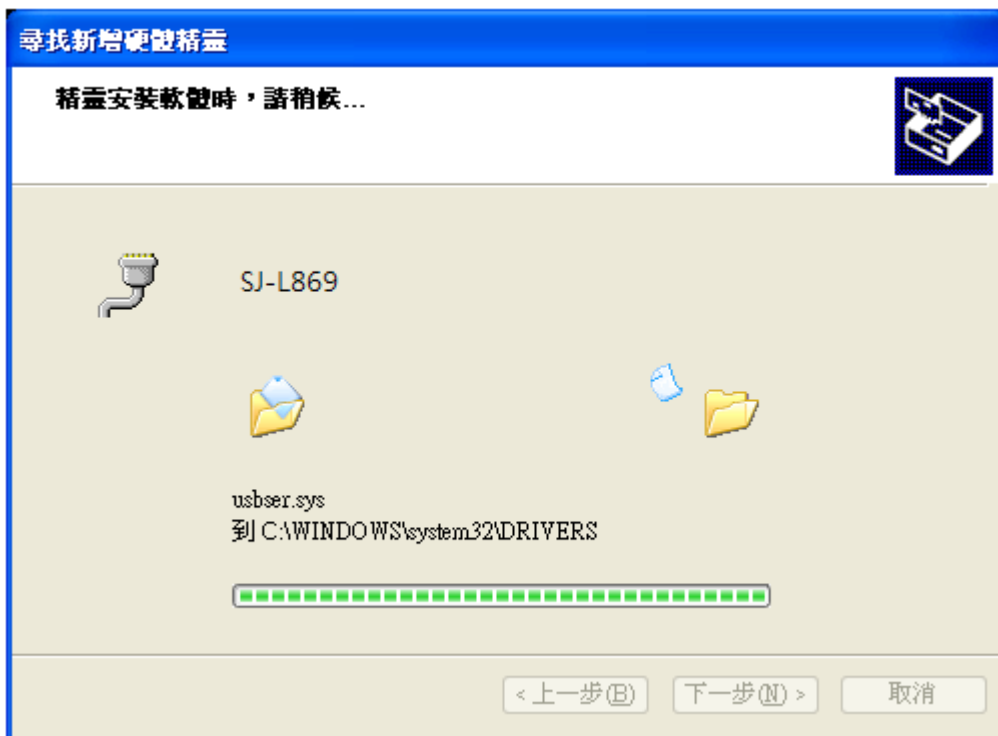 尋找新增硬體精靈
精靈安裝軟體時，請稍候...
SJ-L869
usbser.sys
到 C:\WINDOWS\system32\DRIVERS
< 上一步(B)
下一步(N) >
取消